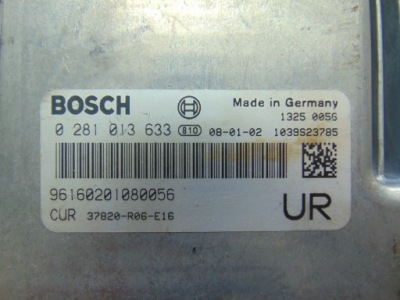 BOSCH Made in Germany
1325 0056
0 281 013 633 810 08-01-02 1039S23785
96160201080056
CUR 37820-R06-E16 UR